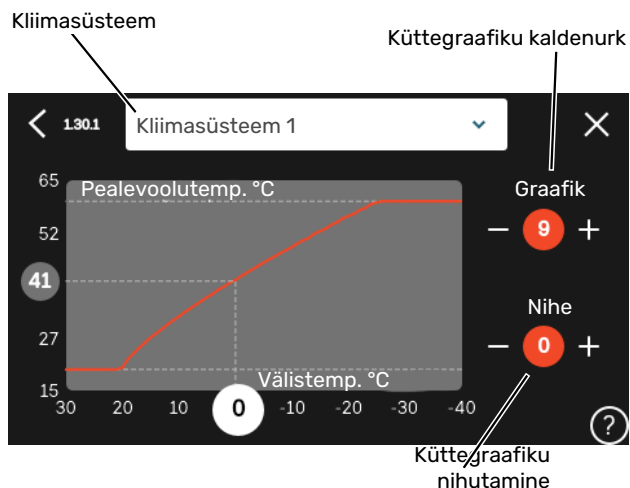 Kliimasüsteem
Küttegraafiku kaldenurk
1.30.1
Kliimasüsteem 1
65
Pealevoolutemp. °C
Graafik
52
9
41
Nihe
27
0
Välistemp. °C
15
30 20 10 0 -10 -20 -30 -40
?
Küttegraafiku
nihutamine